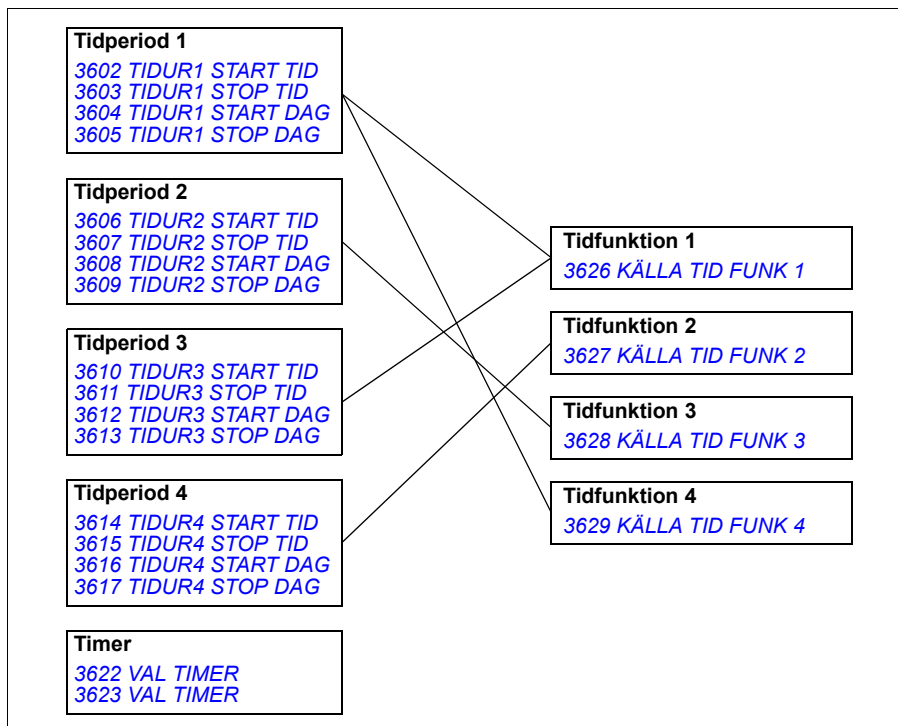 Tidperiod 1
3602 TIDUR1 START TID
3603 TIDUR1 STOP TID
3604 TIDUR1 START DAG
3605 TIDUR1 STOP DAG
Tidperiod 2
3606 TIDUR2 START TID
3607 TIDUR2 STOP TID
3608 TIDUR2 START DAG
3609 TIDUR2 STOP DAG
Tidperiod 3
3610 TIDUR3 START TID
3611 TIDUR3 STOP TID
3612 TIDUR3 START DAG
3613 TIDUR3 STOP DAG
Tidperiod 4
3614 TIDUR4 START TID
3615 TIDUR4 STOP TID
3616 TIDUR4 START DAG
3617 TIDUR4 STOP DAG
Timer
3622 VAL TIMER
3623 VAL TIMER
Tidfunktion 1
3626 KÄLLA TID FUNK 1
Tidfunktion 2
3627 KÄLLA TID FUNK 2
Tidfunktion 3
3628 KÄLLA TID FUNK 3
Tidfunktion 4
3629 KÄLLA TID FUNK 4